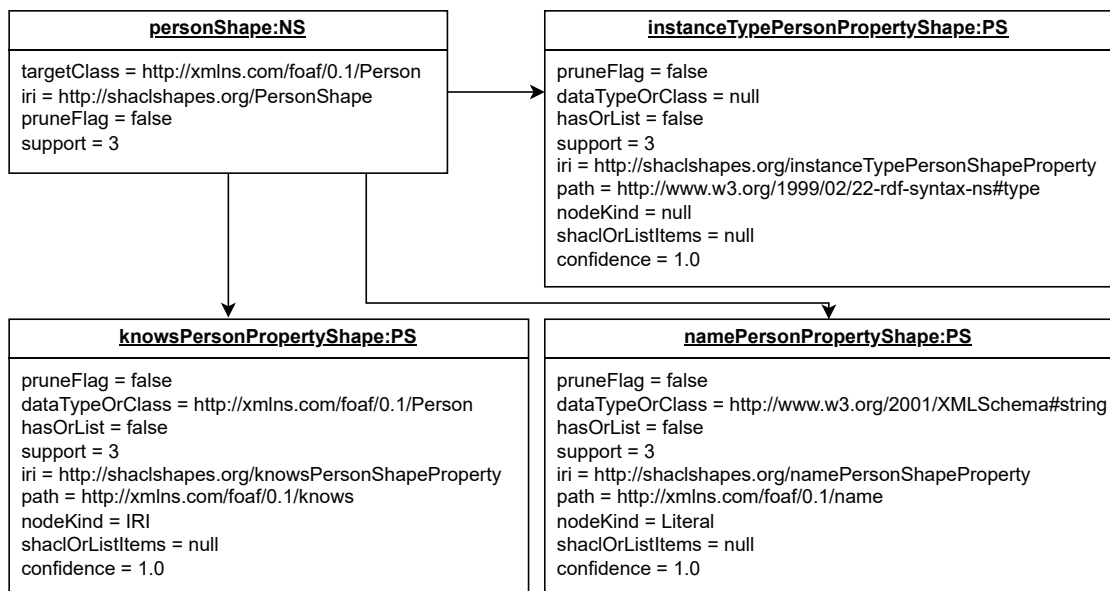 personShape:NS
targetClass = http://xmlns.com/foaf/0.1/Person
iri = http://shaclshapes.org/PersonShape
pruneFlag = false
support = 3
instanceTypePersonPropertyShape:PS
pruneFlag = false
dataTypeOrClass = null
hasOrList = false
support = 3
iri = http://shaclshapes.org/instanceTypePersonShapeProperty
path = http://www.w3.org/1999/02/22-rdf-syntax-ns#type
nodeKind = null
shaclOrListItems = null
confidence = 1.0
knowsPersonPropertyShape:PS
pruneFlag = false
dataTypeOrClass = http://xmlns.com/foaf/0.1/Person
hasOrList = false
support = 3
iri = http://shaclshapes.org/knowsPersonShapeProperty
path = http://xmlns.com/foaf/0.1/knows
nodeKind = IRI
shaclOrListItems = null
confidence = 1.0
namePersonPropertyShape:PS
pruneFlag = false
dataTypeOrClass = http://www.w3.org/2001/XMLSchema#string
hasOrList = false
support = 3
iri = http://shaclshapes.org/namePersonShapeProperty
path = http://xmlns.com/foaf/0.1/name
nodeKind = Literal
shaclOrListItems = null
confidence = 1.0